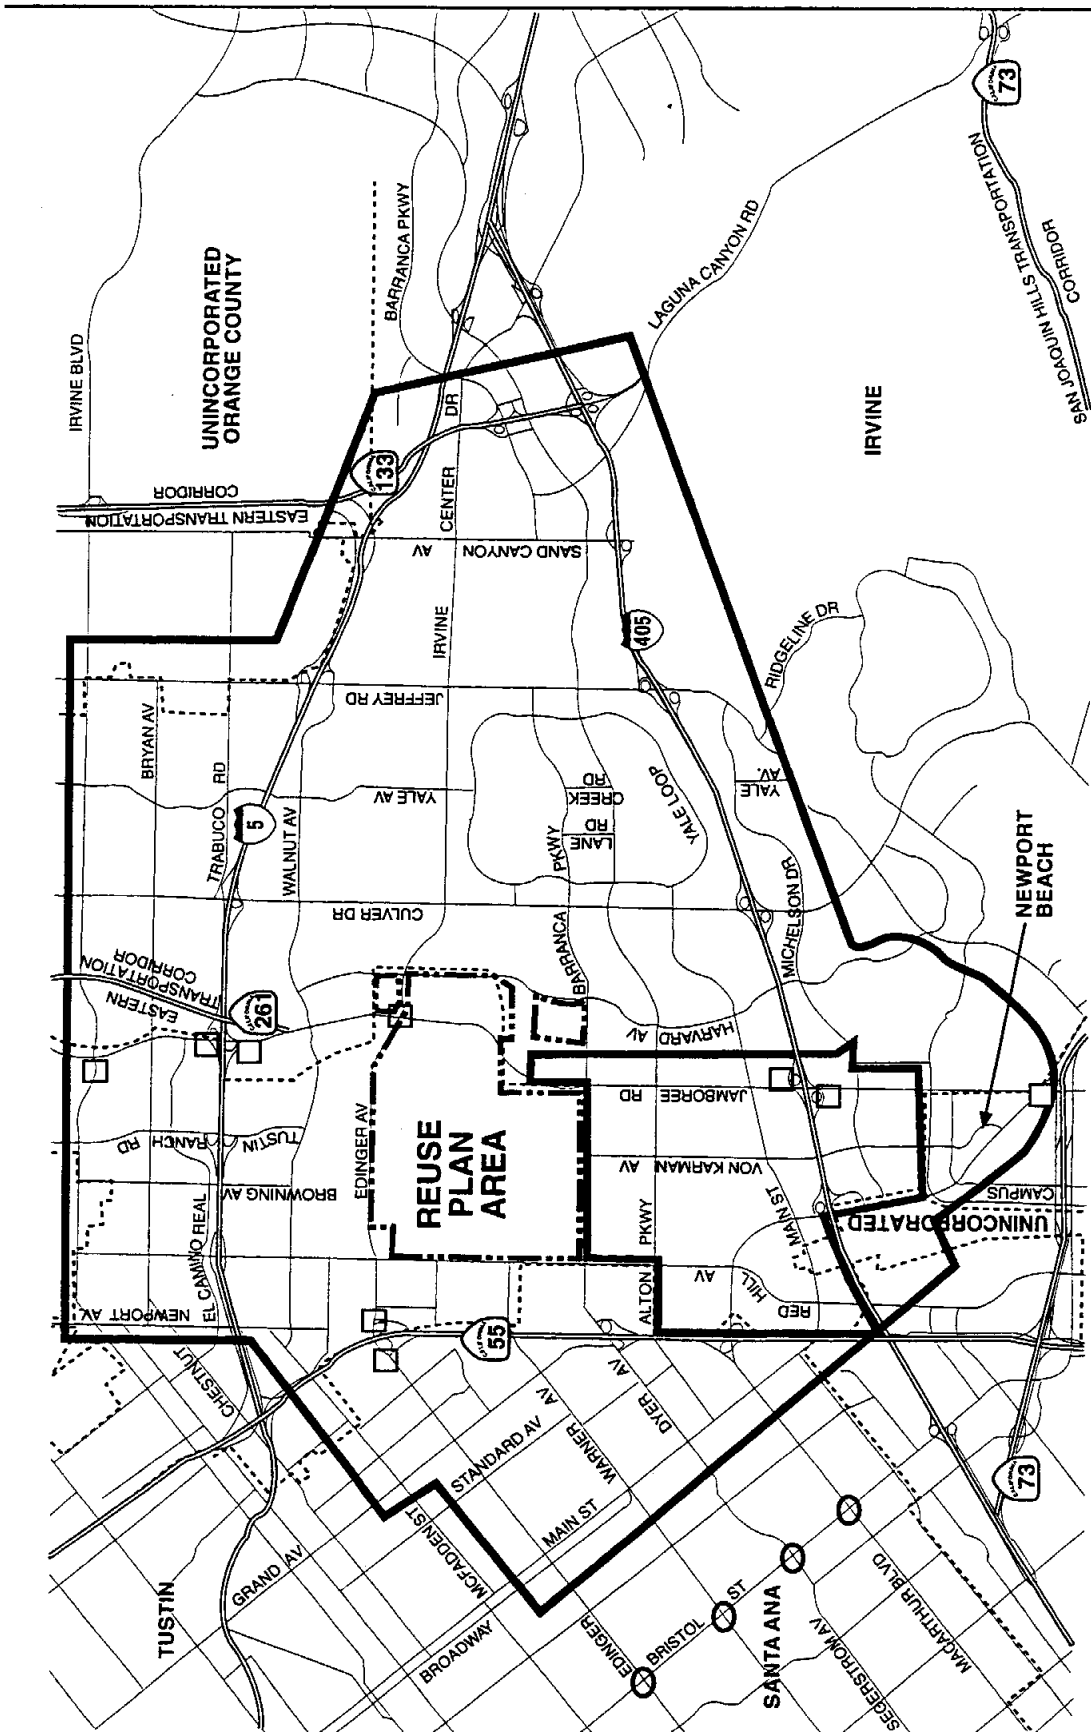 IRVINE BLVD
UNINCORPORATED
ORANGE COUNTY
BARRANCA PKWY
CALIFORNIA
73
SAN JOAQUIN HILLS TRANSPORTATION
CORRIDOR
LAGUNA CANYON RD
IRVINE
EASTERN TRANSPORTATION
CORRIDOR
CALIFORNIA
133
IRVINE
CENTER
DR
SAND CANYON
AV
405
RIDGELINE DR
JEFFREY RD
BRYAN AV
TRABUCO
RD
5
WALNUT AV
YALE AV
CREEK
RD
LANE
RD
YALE LOOP
YALE
AV.
CULVER DR
BARRANCA
PKWY
MICHELSON DR
NEWPORT
BEACH
EASTERN
TRANSPORTATION
CORRIDOR
CALIFORNIA
261
HARVARD AV
JAMBOREE
RD
EDINGER AV
REUSE
PLAN
AREA
TUSTIN
RANCH RD
BROWNING AV
VON KARMAN
AV
CAMPUS
UNINCORPORATED
MAIN ST
EL CAMINO REAL
NEWPORT AV
ALTON
PKWY
RED
HILL
AV
CALIFORNIA
55
CHESTNUT
STANDARD AV
WARNER
AV
DYER
AV
MCFADDEN ST
MAIN ST
GRAND AV
TUSTIN
BROADWAY
EDINGER
BRISTOL
ST
SANTA ANA
SEGERSTROM AV
MACARTHUR BLVD
CALIFORNIA
73